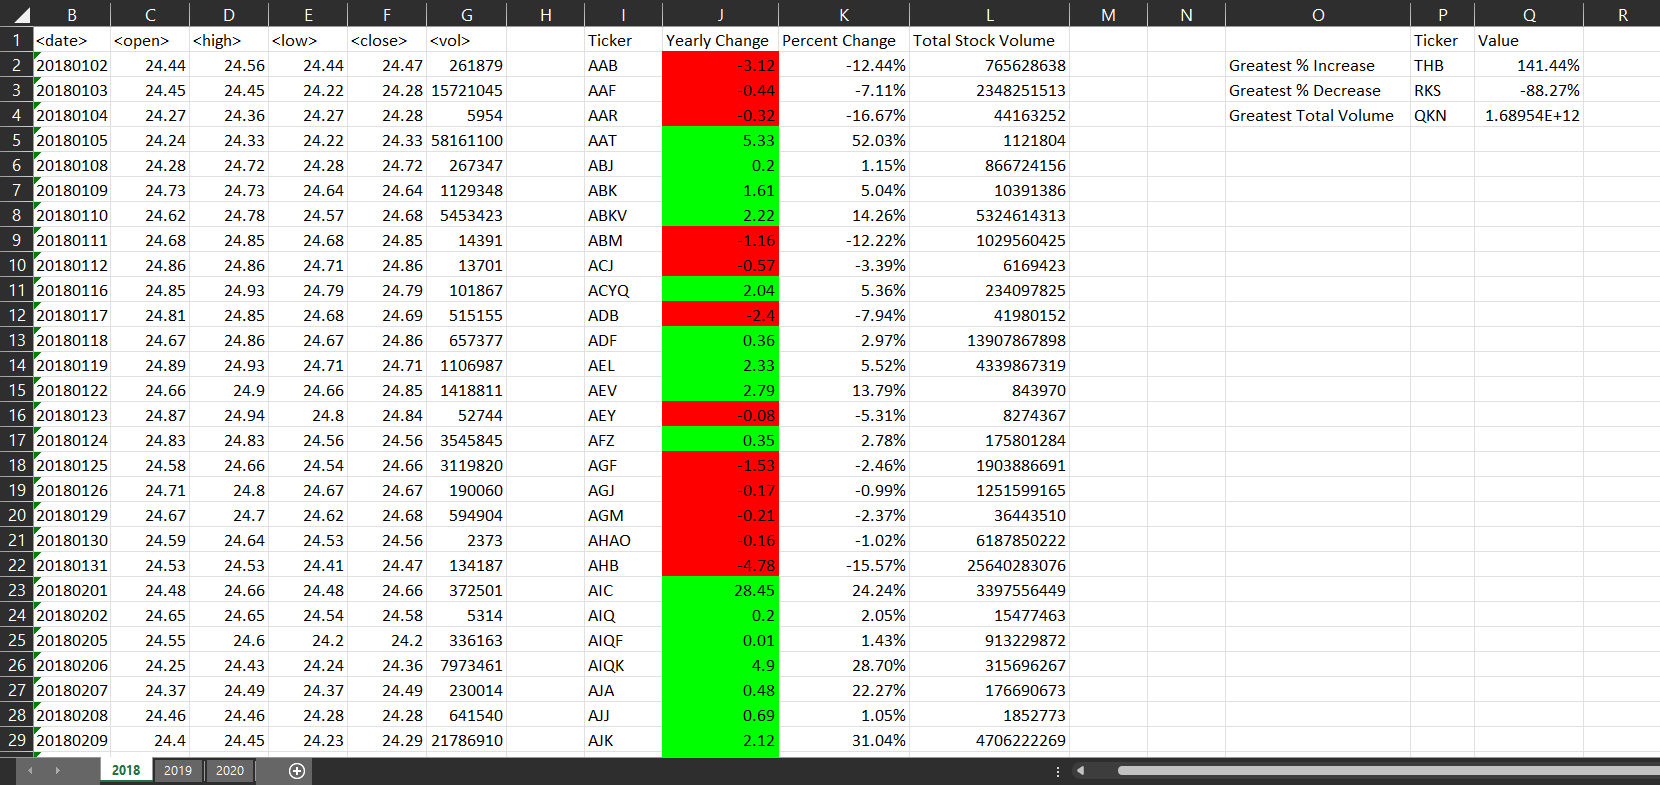 B C D E F G H I J K L M N O P Q R
1 <date> <open> <high> <low> <close> <vol> Ticker Yearly Change Percent Change Total Stock Volume Ticker Value
2 20180102 24.44 24.56 24.44 24.47 261879 AAB -3.12 -12.44% 765628638 Greatest % Increase THB 141.44%
3 20180103 24.45 24.45 24.22 24.28 15721045 AAF -0.44 -7.11% 2348251513 Greatest % Decrease RKS -88.27%
4 20180104 24.27 24.36 24.27 24.28 5954 AAR -0.32 -16.67% 44163252 Greatest Total Volume QKN 1.68954E+12
5 20180105 24.24 24.33 24.22 24.33 58161100 AAT 5.33 52.03% 1121804
6 20180108 24.28 24.72 24.28 24.72 267347 ABJ 0.2 1.15% 866724156
7 20180109 24.73 24.73 24.64 24.64 1129348 ABK 1.61 5.04% 10391386
8 20180110 24.62 24.78 24.57 24.68 5453423 ABKV 2.22 14.26% 5324614313
9 20180111 24.68 24.85 24.68 24.85 14391 ABM -1.16 -12.22% 1029560425
10 20180112 24.86 24.86 24.71 24.86 13701 ACJ -0.57 -3.39% 6169423
11 20180116 24.85 24.93 24.79 24.79 101867 ACYQ 2.04 5.36% 234097825
12 20180117 24.81 24.85 24.68 24.69 515155 ADB -2.4 -7.94% 41980152
13 20180118 24.67 24.86 24.67 24.86 657377 ADF 0.36 2.97% 13907867898
14 20180119 24.89 24.93 24.71 24.71 1106987 AEL 2.33 5.52% 4339867319
15 20180122 24.66 24.9 24.66 24.85 1418811 AEV 2.79 13.79% 843970
16 20180123 24.87 24.94 24.8 24.84 52744 AEY -0.08 -5.31% 8274367
17 20180124 24.83 24.83 24.56 24.56 3545845 AFZ 0.35 2.78% 175801284
18 20180125 24.58 24.66 24.54 24.66 3119820 AGF -1.53 -2.46% 1903886691
19 20180126 24.71 24.8 24.67 24.67 190060 AGJ -0.17 -0.99% 1251599165
20 20180129 24.67 24.7 24.62 24.68 594904 AGM -0.21 -2.37% 36443510
21 20180130 24.59 24.64 24.53 24.56 2373 AHAO -0.16 -1.02% 6187850222
22 20180131 24.53 24.53 24.41 24.47 134187 AHB -4.78 -15.57% 25640283076
23 20180201 24.48 24.66 24.48 24.66 372501 AIC 28.45 24.24% 3397556449
24 20180202 24.65 24.65 24.54 24.58 5314 AIQ 0.2 2.05% 15477463
25 20180205 24.55 24.6 24.2 24.2 336163 AIQF 0.01 1.43% 913229872
26 20180206 24.25 24.43 24.24 24.36 7973461 AIQK 4.9 28.70% 315696267
27 20180207 24.37 24.49 24.37 24.49 230014 AJA 0.48 22.27% 176690673
28 20180208 24.46 24.46 24.28 24.28 641540 AJJ 0.69 1.05% 1852773
29 20180209 24.4 24.45 24.23 24.29 21786910 AJK 2.12 31.04% 4706222269
2018 2019 2020